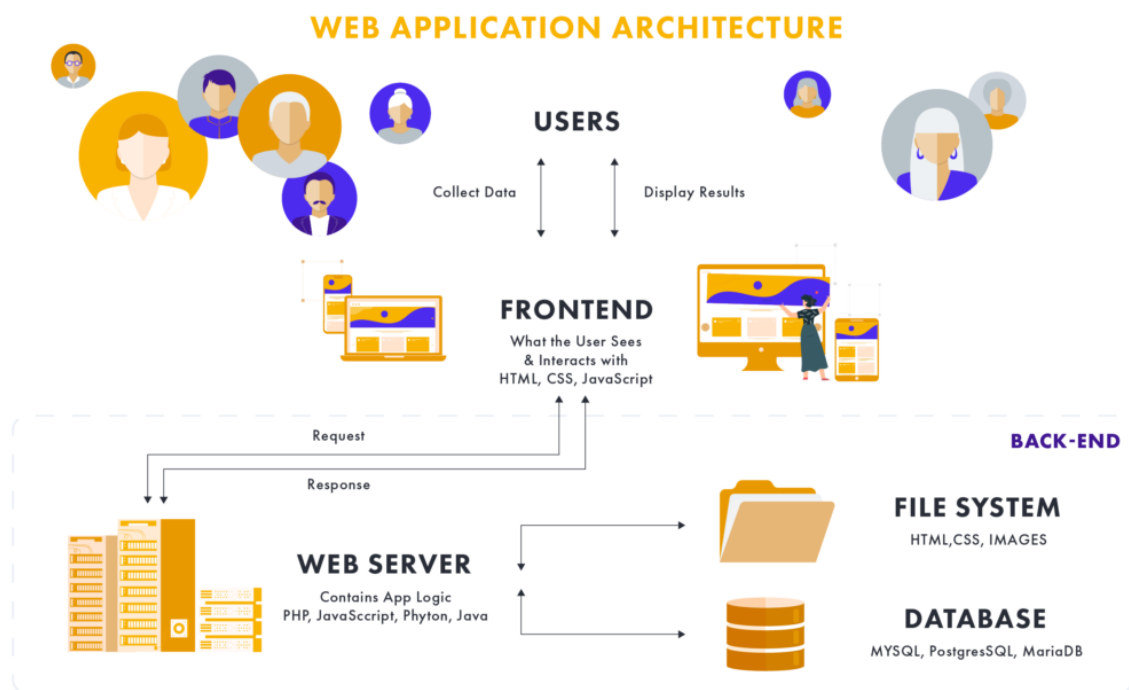 WEB APPLICATION ARCHITECTURE
USERS
Collect Data
Display Results
FRONTEND
What the User Sees
& Interacts with
HTML, CSS, JavaScript
Request
BACK-END
Response
FILE SYSTEM
HTML,CSS, IMAGES
WEB SERVER
Contains App Logic
PHP, JavaSccript, Phyton, Java
DATABASE
MYSQL, PostgresSQL, MariaDB